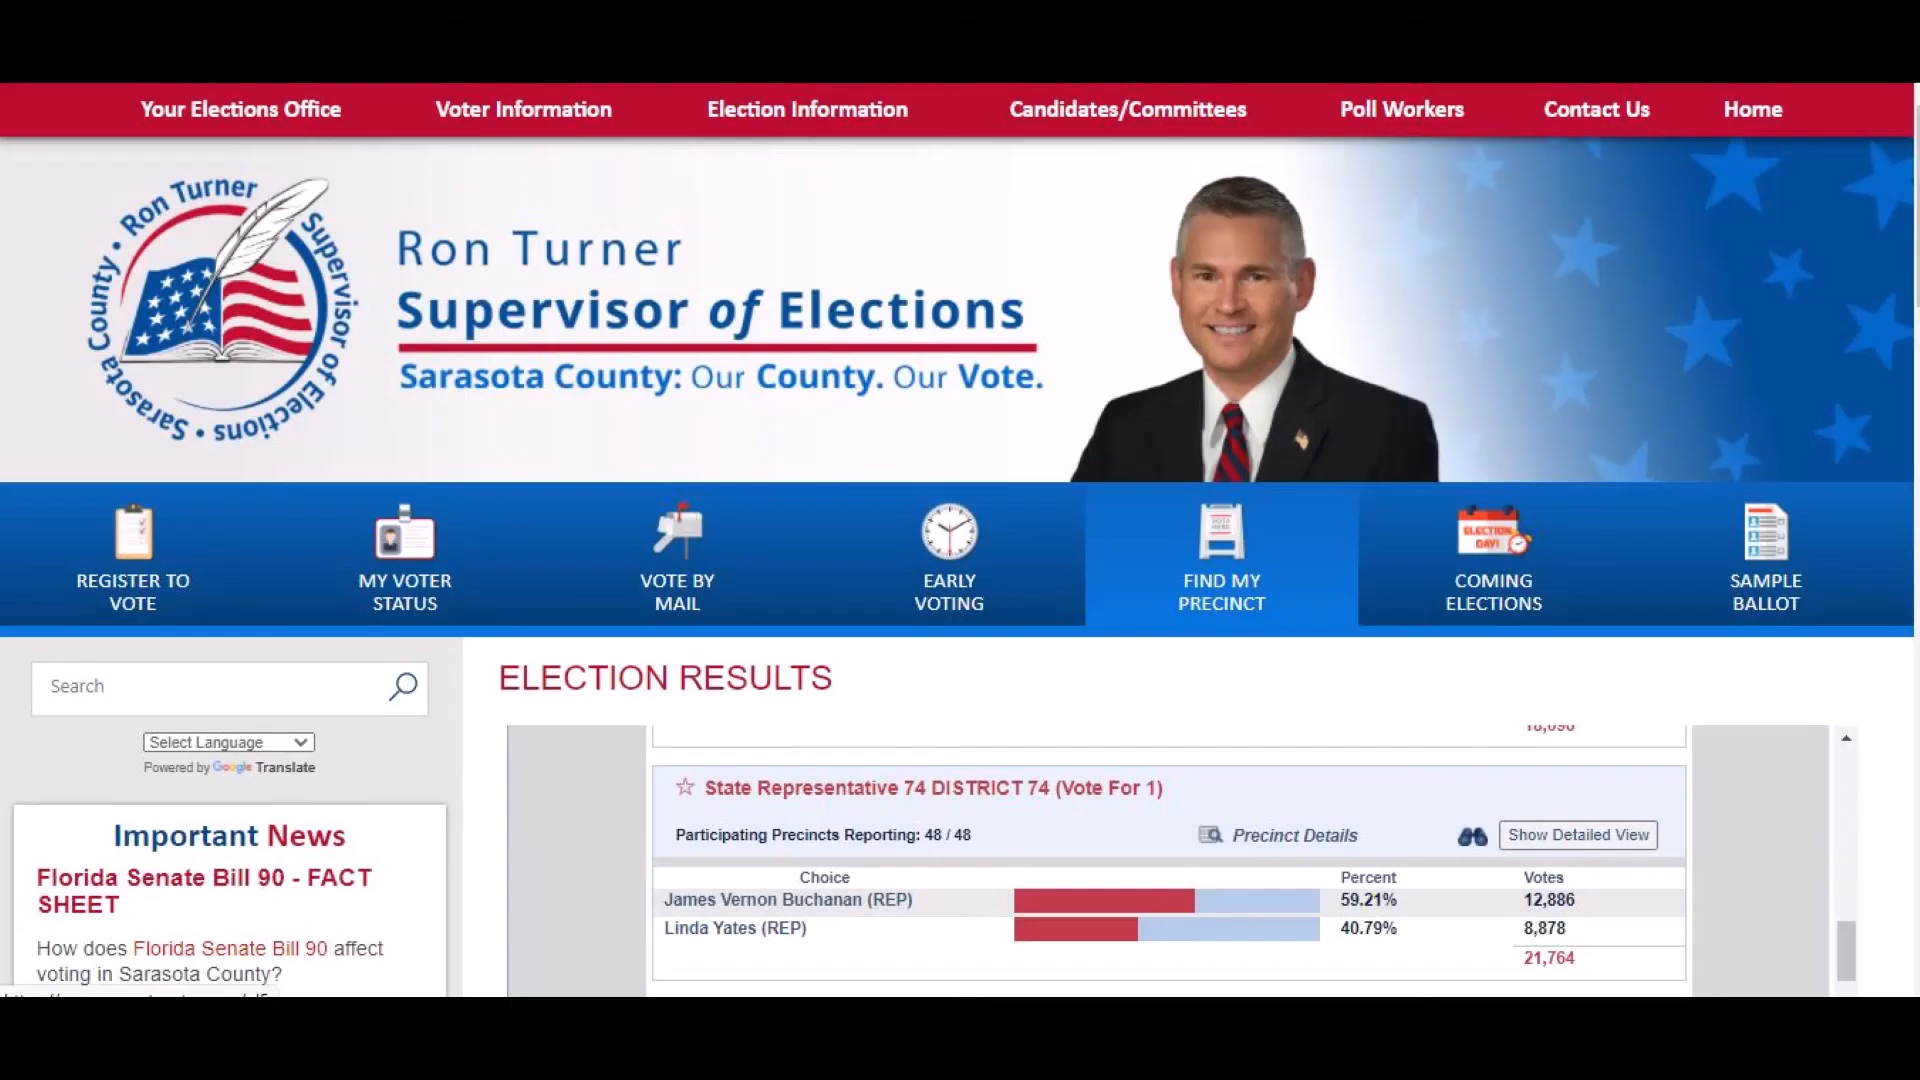 Your Elections Office Voter Information Election Information Candidates/Committees Poll Workers Contact Us Home
Ron Turner Supervisor of Elections • Sarasota County •
Ron Turner
Supervisor of Elections
Sarasota County: Our County. Our Vote.
VOTE HERE
ELECTION
DAY!
REGISTER TO
VOTE
MY VOTER
STATUS
VOTE BY
MAIL
EARLY
VOTING
FIND MY
PRECINCT
COMING
ELECTIONS
SAMPLE
BALLOT
Search
Select Language
Powered by Google Translate
Important News
Florida Senate Bill 90 - FACT
SHEET
How does Florida Senate Bill 90 affect
voting in Sarasota County?
ELECTION RESULTS
State Representative 74 DISTRICT 74 (Vote For 1)
Participating Precincts Reporting: 48 / 48 Precinct Details Show Detailed View
Choice Percent Votes
James Vernon Buchanan (REP) 59.21% 12,886
Linda Yates (REP) 40.79% 8,878
21,764